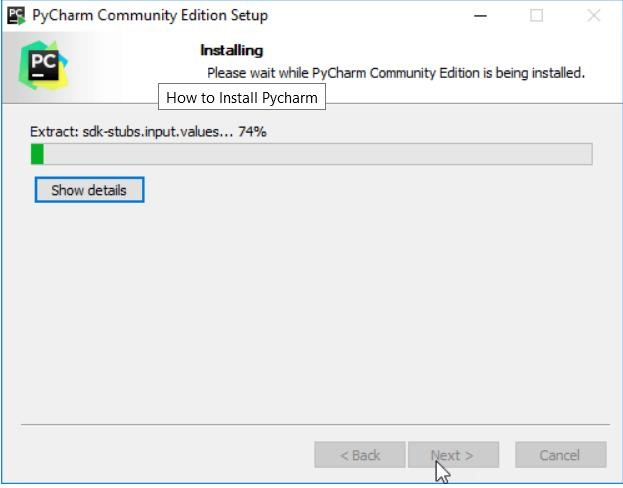 PC PyCharm Community Edition Setup
PC
Installing
Please wait while PyCharm Community Edition is being installed.
How to Install Pycharm
Extract: sdk-stubs.input.values... 74%
Show details
< Back
Next >
Cancel